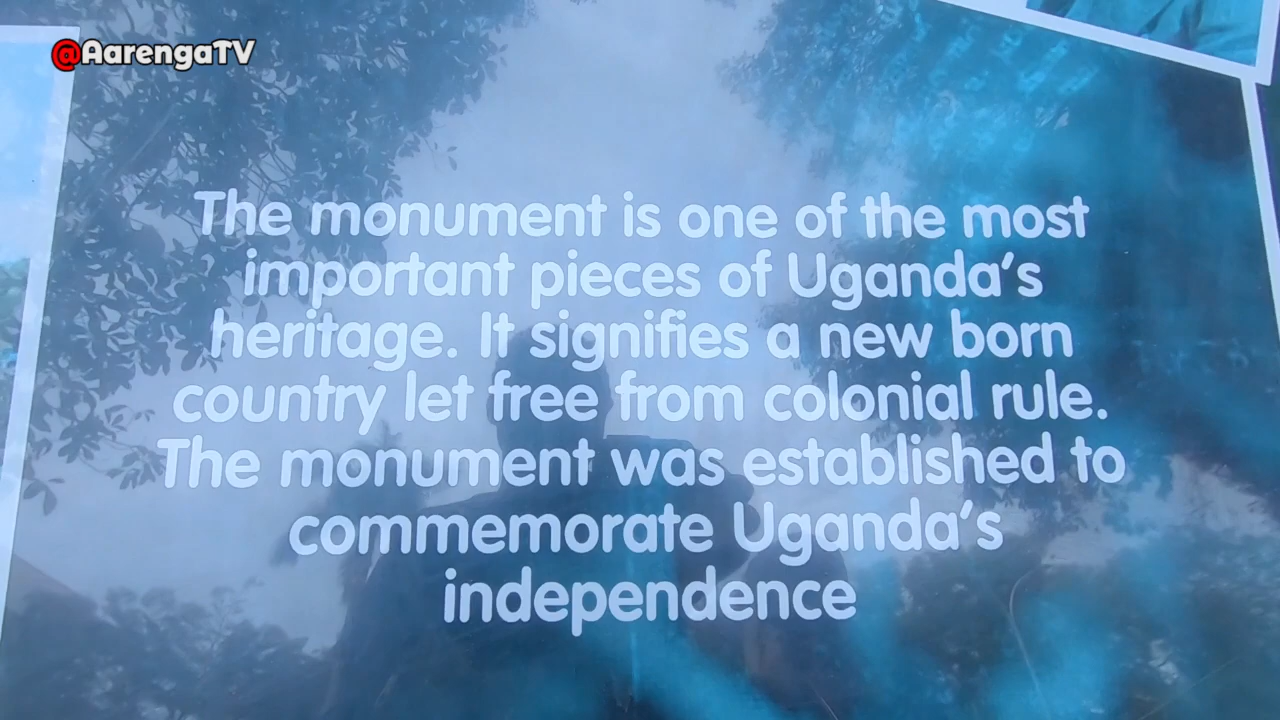 @AarengaTV
The monument is one of the most
important pieces of Uganda's
heritage. It signifies a new born
country let free from colonial rule.
The monument was established to
commemorate Uganda's
independence